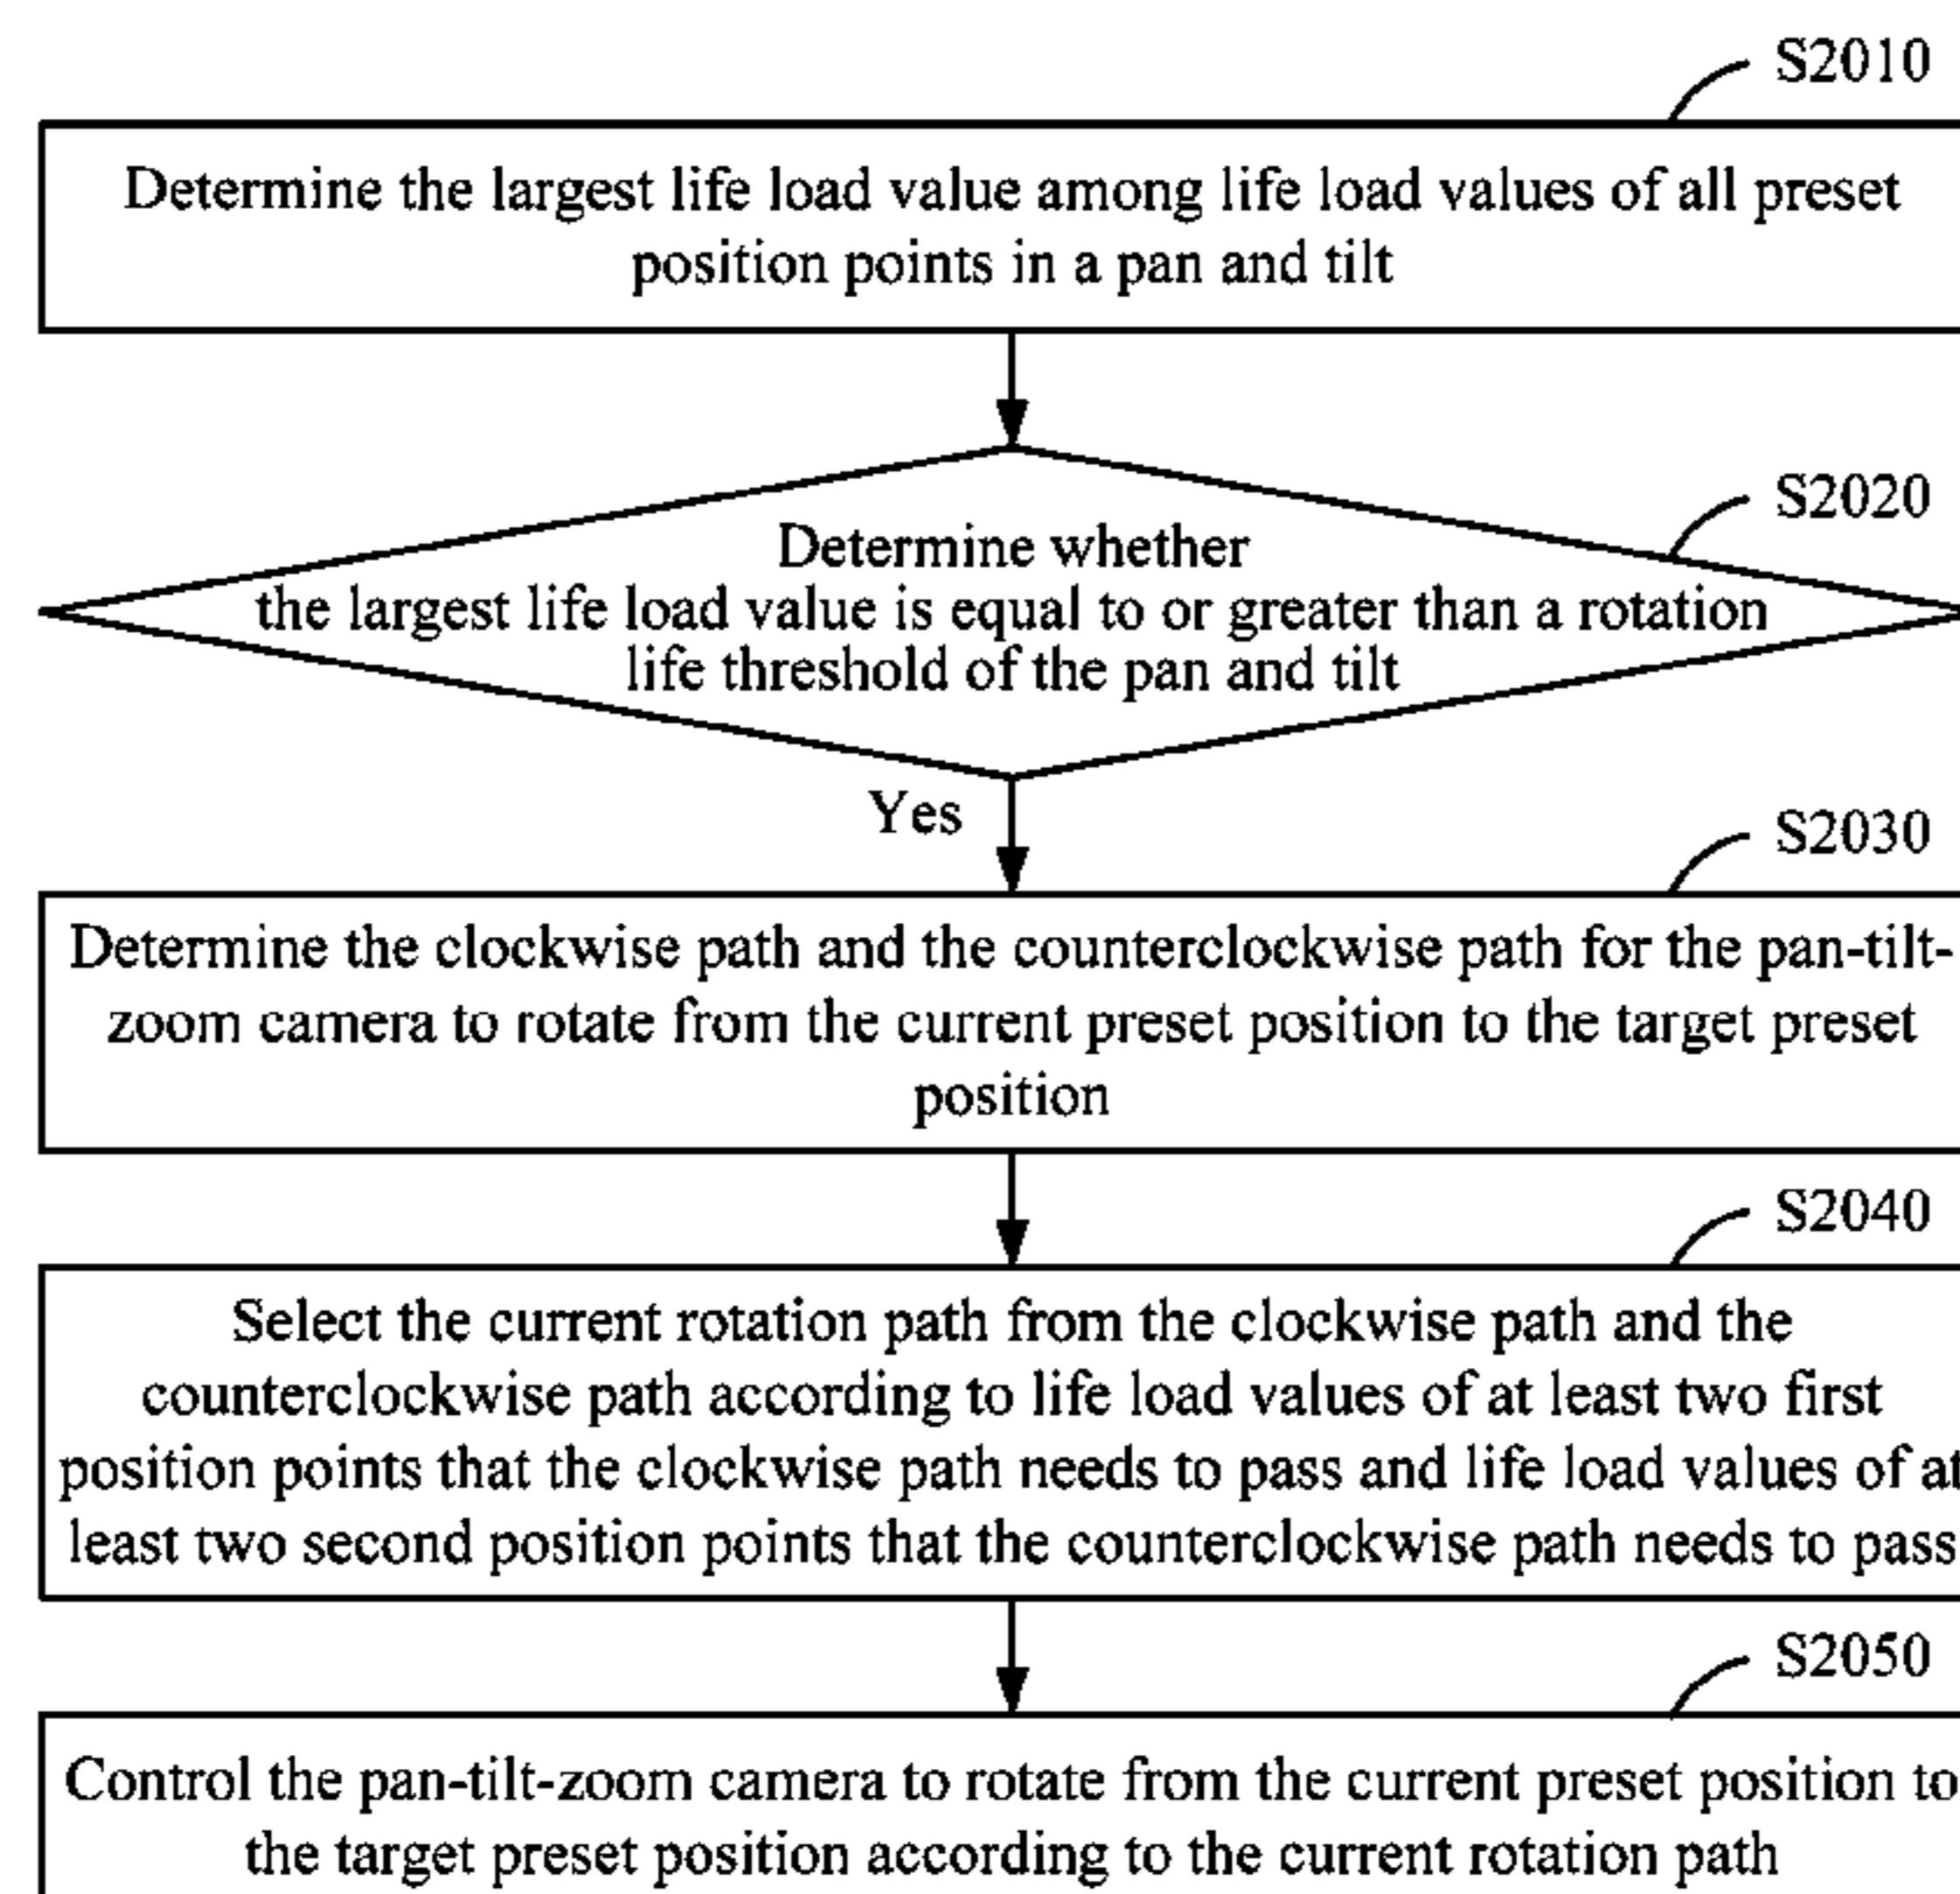 S2010
Determine the largest life load value among life load values of all preset
position points in a pan and tilt
S2020
Determine whether
the largest life load value is equal to or greater than a rotation
life threshold of the pan and tilt
Yes
S2030
Determine the clockwise path and the counterclockwise path for the pan-tilt-
zoom camera to rotate from the current preset position to the target preset
position
S2040
Select the current rotation path from the clockwise path and the
counterclockwise path according to life load values of at least two first
position points that the clockwise path needs to pass and life load values of at
least two second position points that the counterclockwise path needs to pass
S2050
Control the pan-tilt-zoom camera to rotate from the current preset position to
the target preset position according to the current rotation path